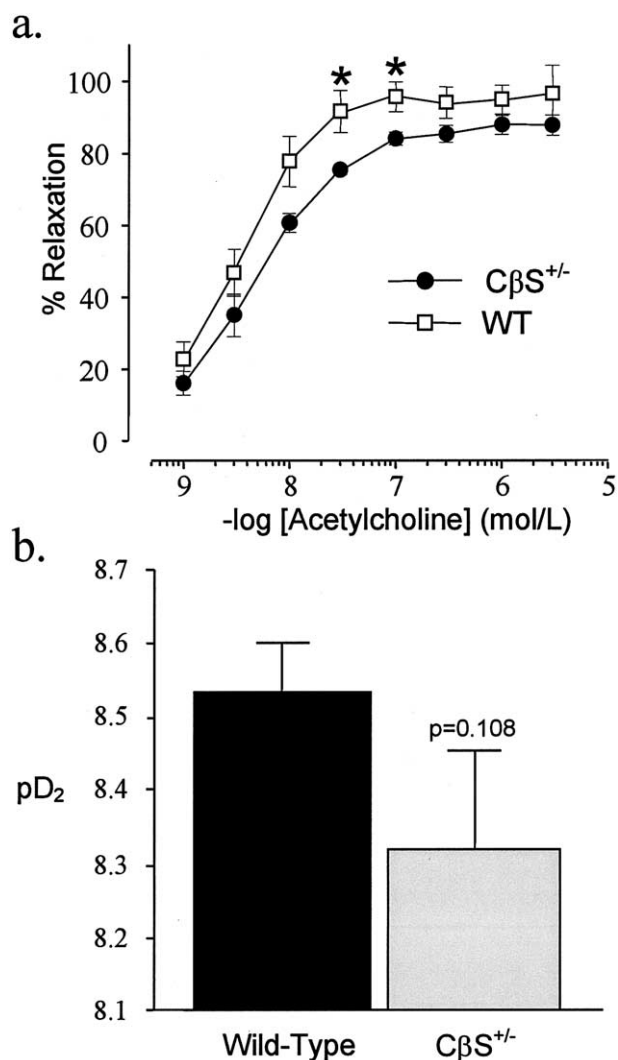 a.
* *
100
80
60
40
20
0
% Relaxation
CβS+/-
WT
9 8 7 6 5
-log [Acetylcholine] (mol/L)
b.
8.7
8.6
8.5
8.4
8.3
8.2
8.1
pD₂
p=0.108
Wild-Type CβS+/-